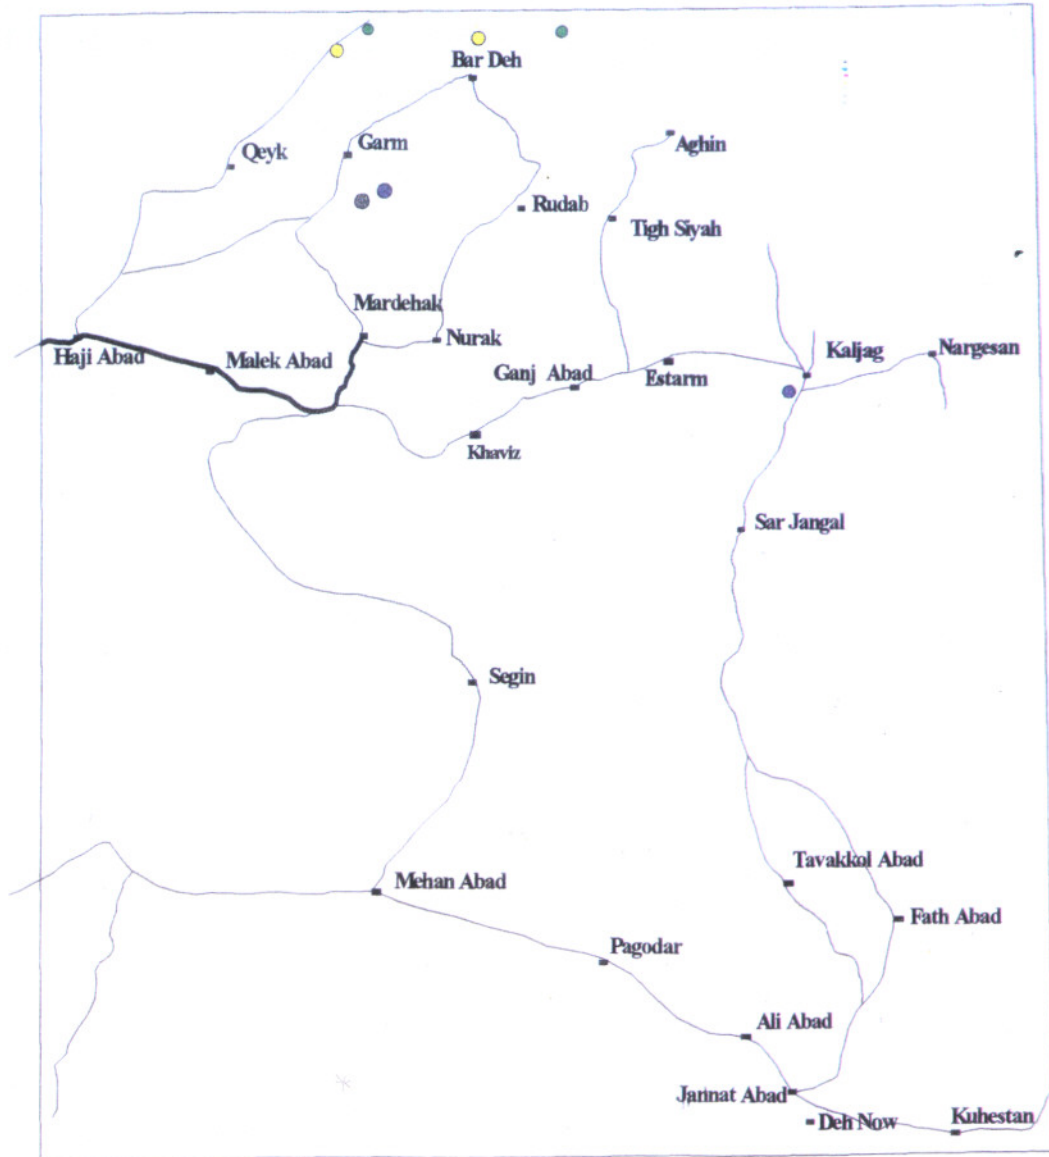 Bar Deh
Qeyk
Garm
Aghin
Rudab
Tigh Siyah
Mardehak
Nurak
Haji Abad
Malek Abad
Ganj Abad
Estarm
Kaljag
Nargesan
Khaviz
Sar Jangal
Segin
Tavakkol Abad
Mehan Abad
Fath Abad
Pagodar
Ali Abad
Jannat Abad
Deh Now
Kuhestan